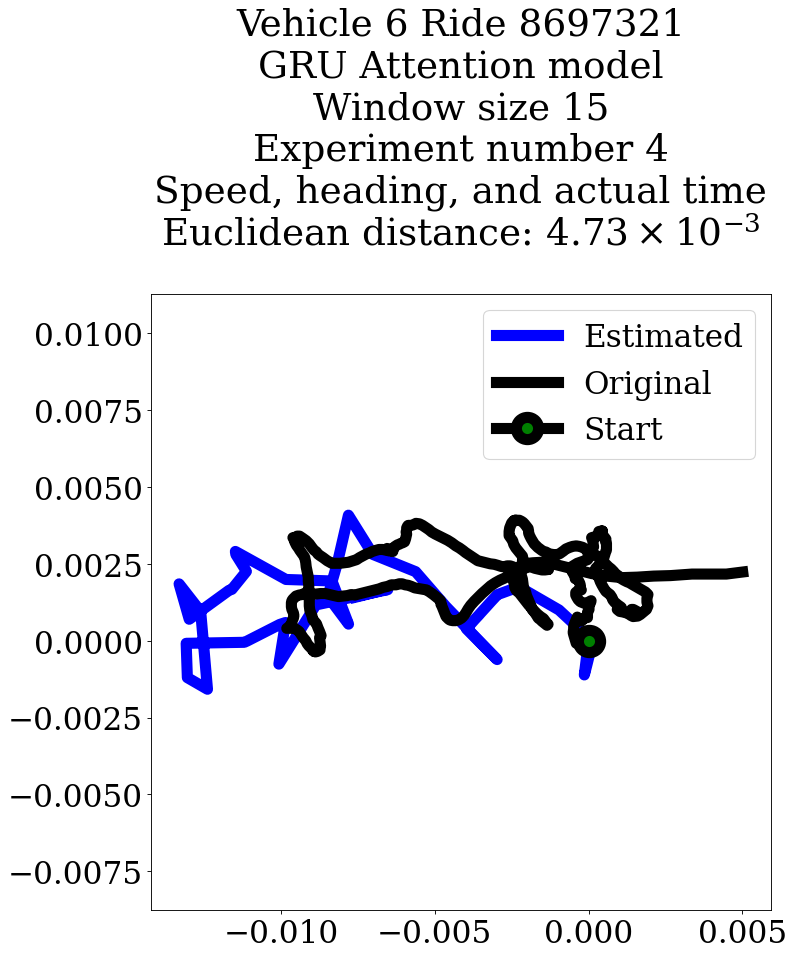 Vehicle 6 Ride 8697321
GRU Attention model
Window size 15
Experiment number 4
Speed, heading, and actual time
Euclidean distance: 4.73 × 10⁻³
Estimated
Original
Start
0.0100
0.0075
0.0050
0.0025
0.0000
−0.0025
−0.0050
−0.0075
−0.010
−0.005
0.000
0.005